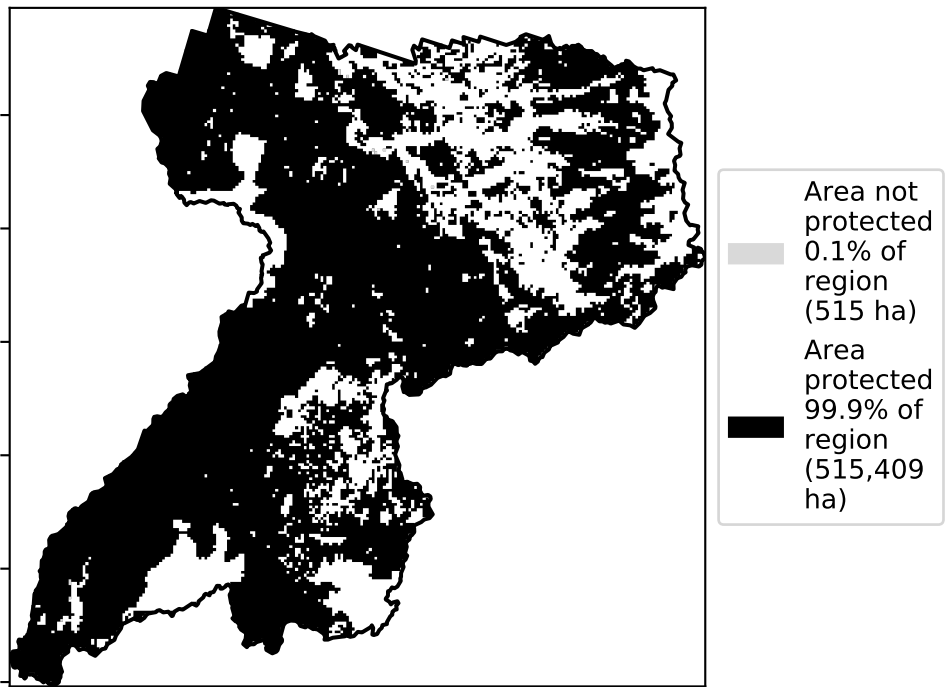 Area not
protected
0.1% of
region
(515 ha)
Area
protected
99.9% of
region
(515,409
ha)